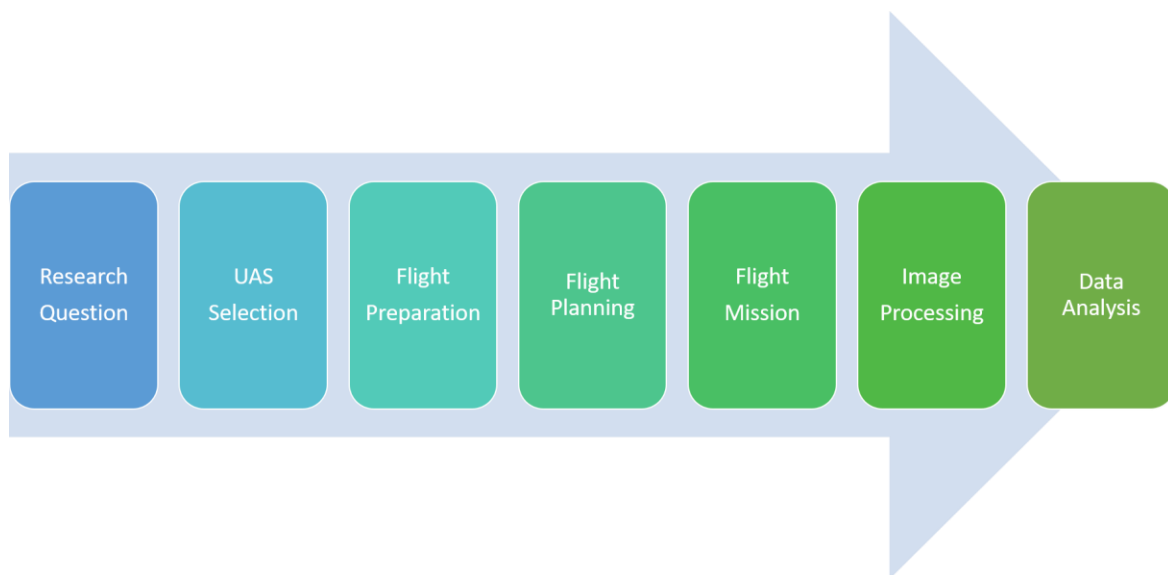 Research
Question
UAS
Selection
Flight
Preparation
Flight
Planning
Flight
Mission
Image
Processing
Data
Analysis